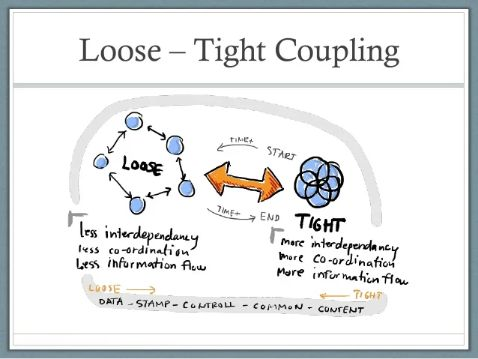 Loose – Tight Coupling
LOOSE
TIME+
START
TIME+
END
TIGHT
less interdependancy
less co-ordination
Less information flow
more interdependancy
more co-ordination
More information flow
LOOSE
TIGHT
DATA - STAMP - CONTROLL - COMMON - CONTENT